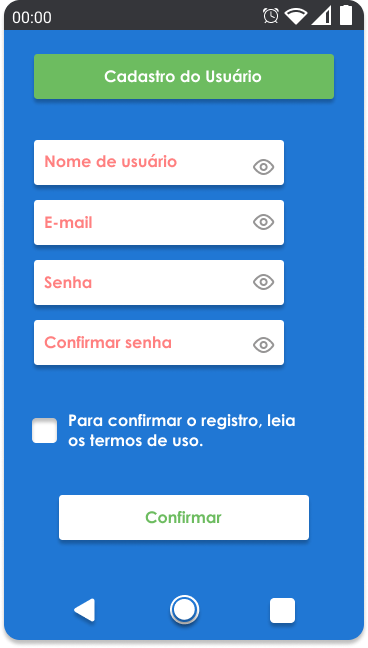 00:00
Cadastro do Usuário
Nome de usuário
E-mail
Senha
Confirmar senha
Para confirmar o registro, leia
os termos de uso.
Confirmar